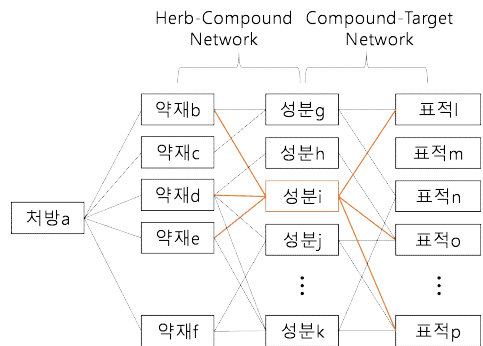 Herb-Compound
Network
Compound-Target
Network
약재b
성분g
표적l
약재c
성분h
표적m
약재d
성분i
표적n
처방a
약재e
성분j
표적o
⋮
⋮
약재f
성분k
표적p